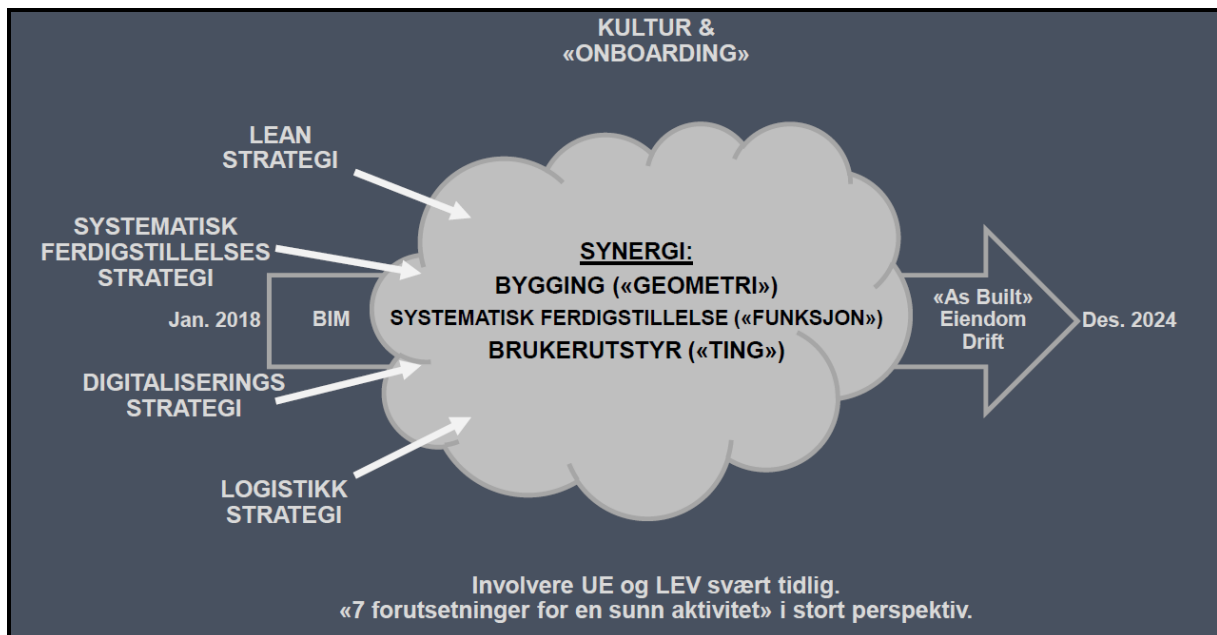 KULTUR &
«ONBOARDING»
LEAN
STRATEGI
SYSTEMATISK
FERDIGSTILLELSES
STRATEGI
Jan. 2018
BIM
DIGITALISERINGS
STRATEGI
LOGISTIKK
STRATEGI
SYNERGI:
BYGGING («GEOMETRI»)
SYSTEMATISK FERDIGSTILLELSE («FUNKSJON»)
BRUKERUTSTYR («TING»)
«As Built»
Eiendom
Drift
Des. 2024
Involvere UE og LEV svært tidlig.
«7 forutsetninger for en sunn aktivitet» i stort perspektiv.